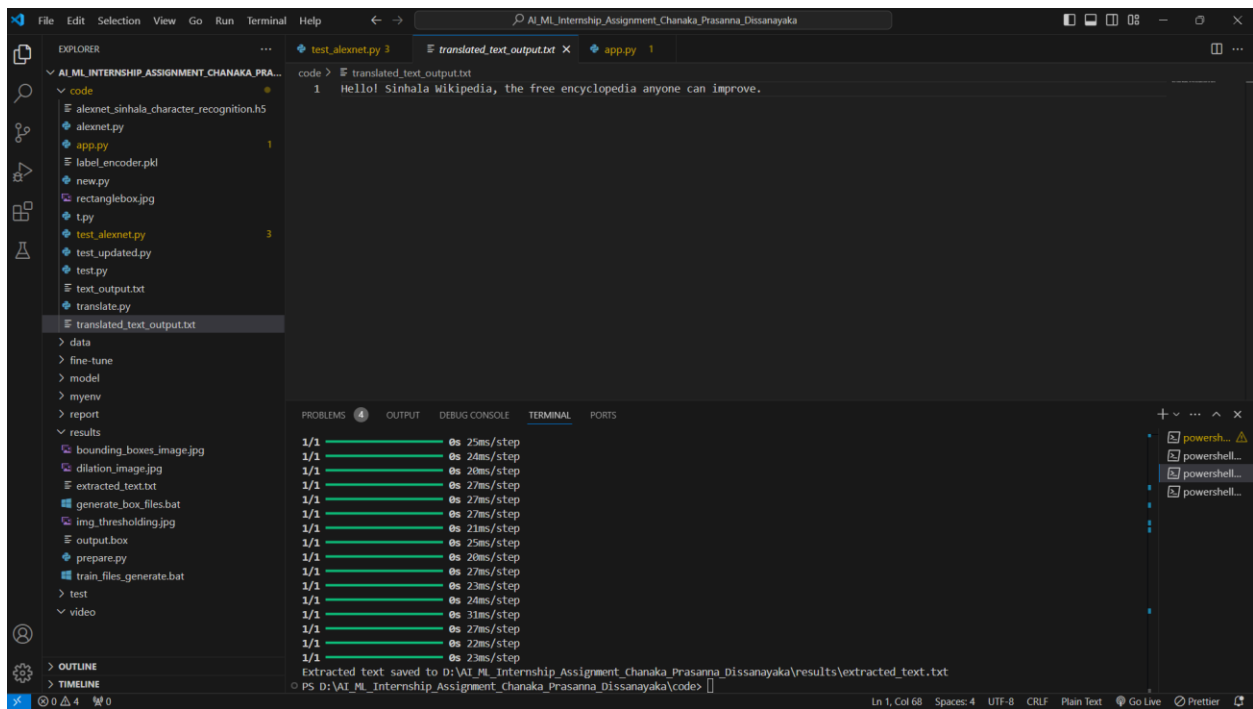 File Edit Selection View Go Run Terminal Help
AI_ML_Internship_Assignment_Chanaka_Prasanna_Dissanayaka
EXPLORER
AI_ML_INTERNSHIP_ASSIGNMENT_CHANAKA_PRA...
code
alexnet_sinhala_character_recognition.h5
alexnet.py
app.py 1
label_encoder.pkl
new.py
rectanglebox.jpg
t.py
test_alexnet.py 3
test_updated.py
test.py
text_output.txt
translate.py
translated_text_output.txt
data
fine-tune
model
myenv
report
results
bounding_boxes_image.jpg
dilation_image.jpg
extracted_text.txt
generate_box_files.bat
img_thresholding.jpg
output.box
prepare.py
train_files_generate.bat
test
video
OUTLINE
TIMELINE
test_alexnet.py 3 translated_text_output.txt app.py 1
code > translated_text_output.txt
1 Hello! Sinhala Wikipedia, the free encyclopedia anyone can improve.
PROBLEMS 4 OUTPUT DEBUG CONSOLE TERMINAL PORTS
1/1 0s 25ms/step
1/1 0s 24ms/step
1/1 0s 20ms/step
1/1 0s 27ms/step
1/1 0s 27ms/step
1/1 0s 27ms/step
1/1 0s 21ms/step
1/1 0s 25ms/step
1/1 0s 20ms/step
1/1 0s 27ms/step
1/1 0s 23ms/step
1/1 0s 24ms/step
1/1 0s 31ms/step
1/1 0s 27ms/step
1/1 0s 22ms/step
1/1 0s 23ms/step
Extracted text saved to D:\AI_ML_Internship_Assignment_Chanaka_Prasanna_Dissanayaka\results\extracted_text.txt
PS D:\AI_ML_Internship_Assignment_Chanaka_Prasanna_Dissanayaka\code>
powersh...
powershell...
powershell...
powershell...
0 4 0 Ln 1, Col 68 Spaces: 4 UTF-8 CRLF Plain Text Go Live Prettier